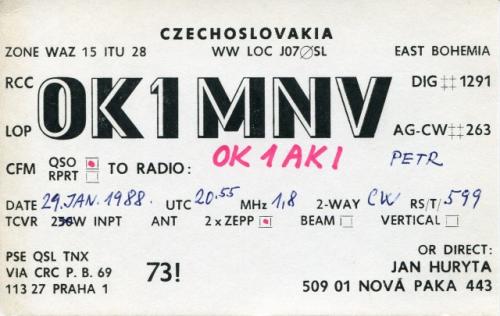 CZECHOSLOVAKIA
ZONE WAZ 15 ITU 28 WW LOC J07ØSL EAST BOHEMIA
RCC OK1MNV DIG ‡‡ 1291
LOP AG-CW ‡‡ 263
CFM QSO TO RADIO: OK1AKI PETR
RPRT
DATE 29. JAN. 1988. UTC 20.55 MHz 1,8 2-WAY CW RS/T/ 599
TCVR W INPT ANT 2 x ZEPP BEAM VERTICAL
PSE QSL TNX OR DIRECT:
VIA CRC P. B. 69 73! JAN HURYTA
113 27 PRAHA 1 509 01 NOVÁ PAKA 443